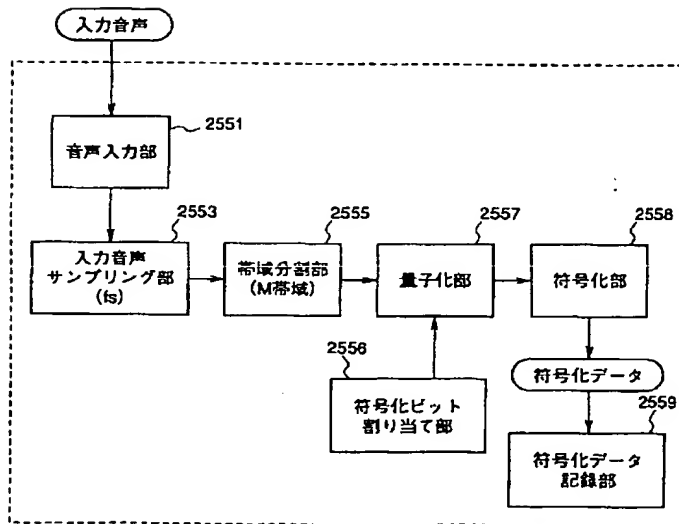 入力音声
2551
音声入力部
2553
入力音声
サンプリング部
(fs)
2555
帯域分割部
(M帯域)
2557
量子化部
2558
符号化部
2556
符号化ビット
割り当て部
符号化データ
2559
符号化データ
記録部